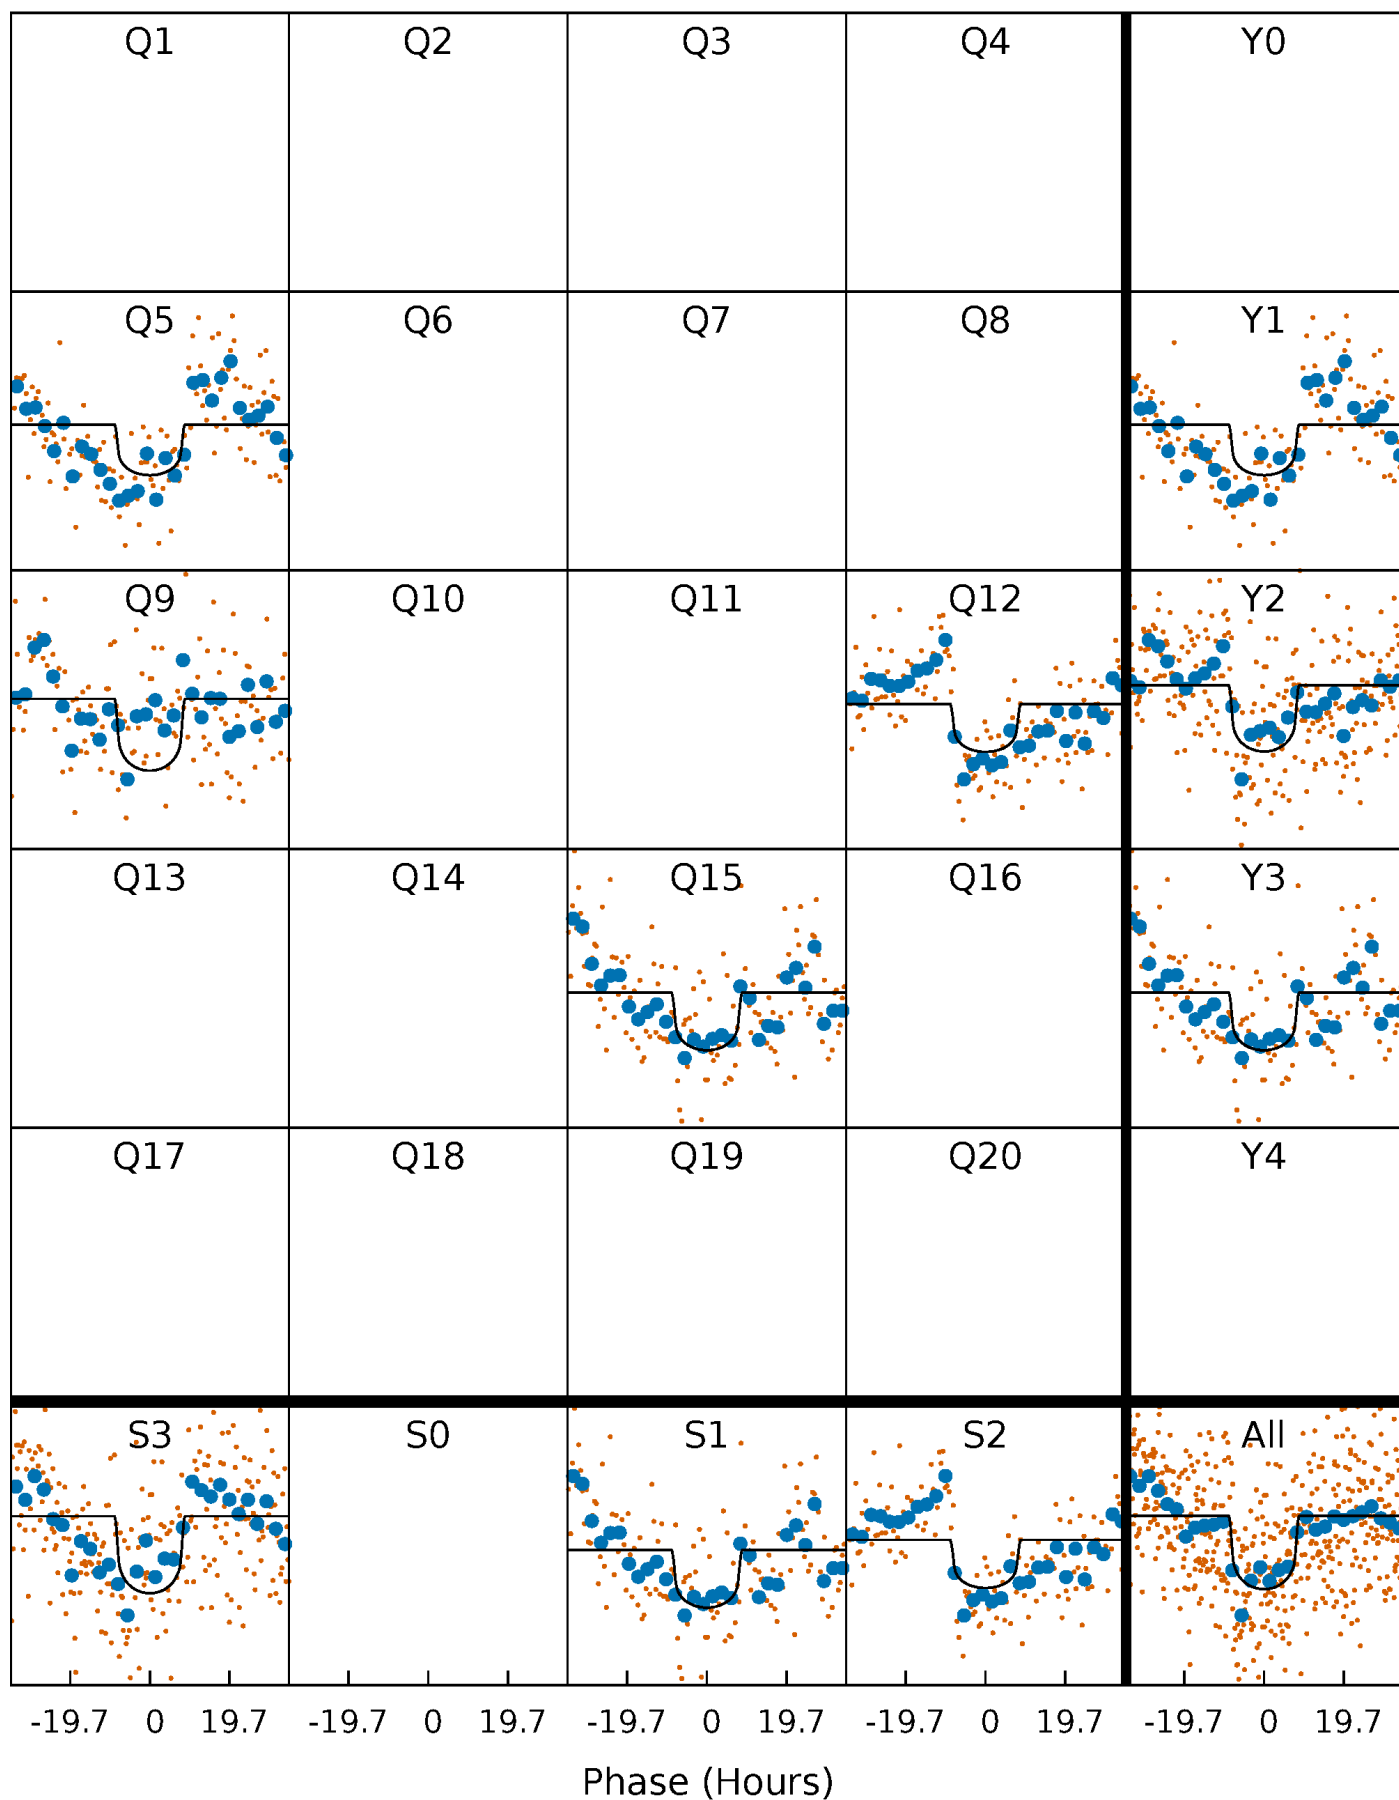 Q1 Q2 Q3 Q4 Y0
Q5 Q6 Q7 Q8 Y1
Q9 Q10 Q11 Q12 Y2
Q13 Q14 Q15 Q16 Y3
Q17 Q18 Q19 Q20 Y4
S3 S0 S1 S2 All
-19.7 0 19.7 -19.7 0 19.7 -19.7 0 19.7 -19.7 0 19.7 -19.7 0 19.7
Phase (Hours)